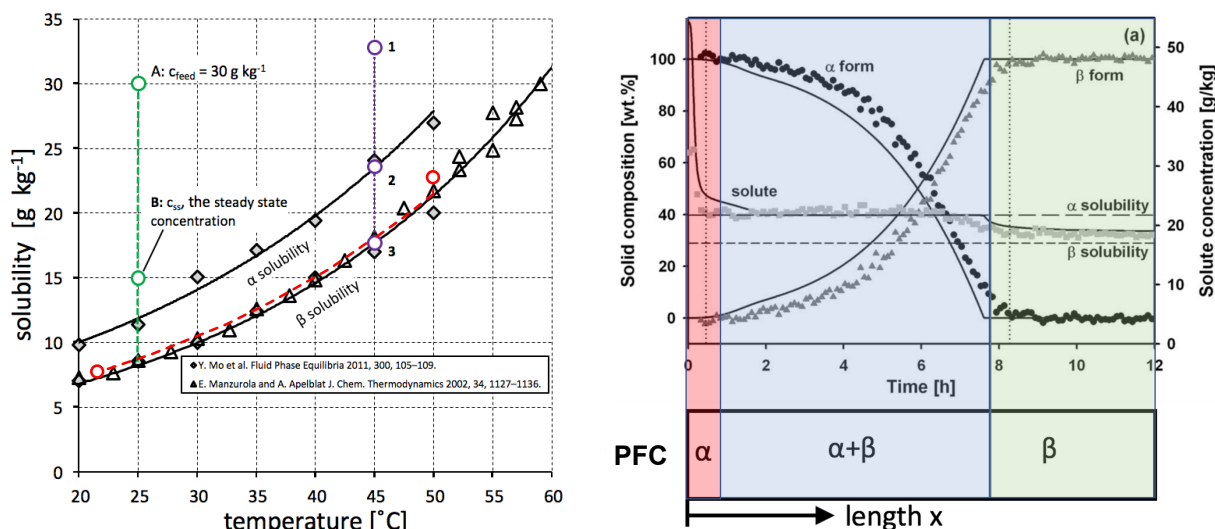 35
30
25
20
15
10
5
0
solubility [g kg⁻¹]
A: c_feed = 30 g kg⁻¹
B: c_ss, the steady state
concentration
1
2
3
α solubility
β solubility
Y. Mo et al. Fluid Phase Equilibria 2011, 300, 105–109.
E. Manzurola and A. Apelblat J. Chem. Thermodynamics 2002, 34, 1127–1136.
20 25 30 35 40 45 50 55 60
temperature [˚C]
(a)
100
80
60
40
20
0
Solid composition [wt.%]
α form
β form
solute
α solubility
β solubility
50
40
30
20
10
0
Solute concentration [g/kg]
0 2 4 6 8 10 12
Time [h]
PFC
α
α+β
β
length x